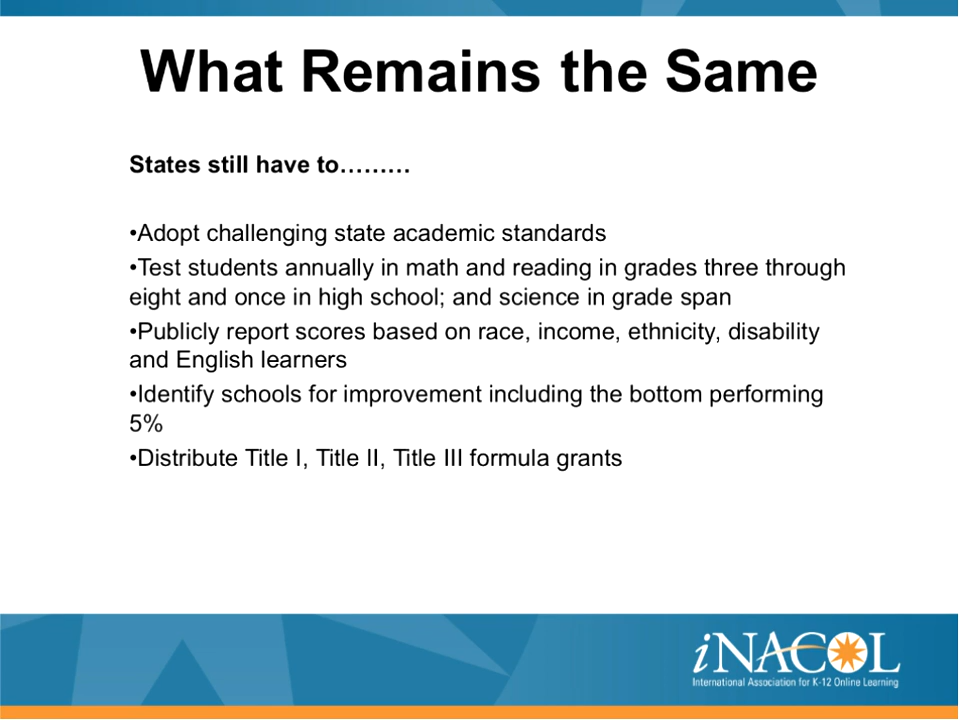 What Remains the Same
States still have to………
•Adopt challenging state academic standards
•Test students annually in math and reading in grades three through
eight and once in high school; and science in grade span
•Publicly report scores based on race, income, ethnicity, disability
and English learners
•Identify schools for improvement including the bottom performing
5%
•Distribute Title I, Title II, Title III formula grants
iNACOL
International Association for K-12 Online Learning